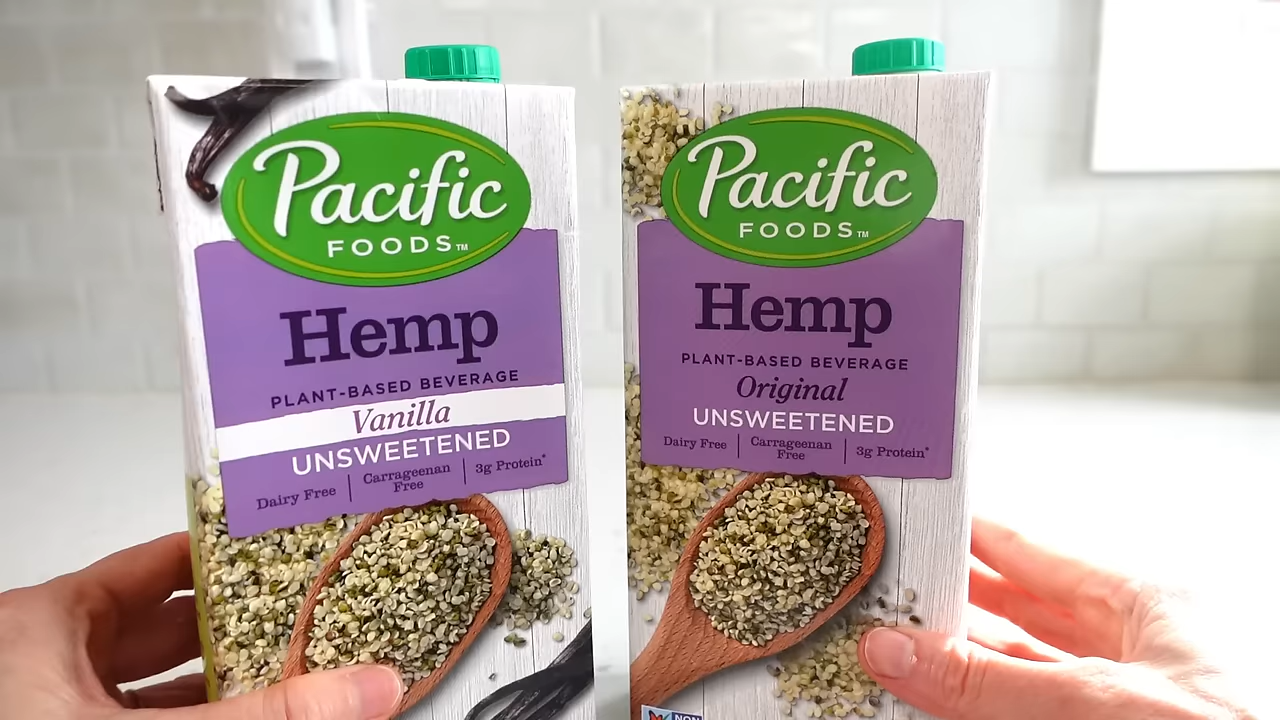 Pacific
FOODS™
Hemp
PLANT-BASED BEVERAGE
Vanilla
UNSWEETENED
Dairy Free
Carrageenan
Free
3g Protein*
Pacific
FOODS™
Hemp
PLANT-BASED BEVERAGE
Original
UNSWEETENED
Dairy Free
Carrageenan
Free
3g Protein*
NON